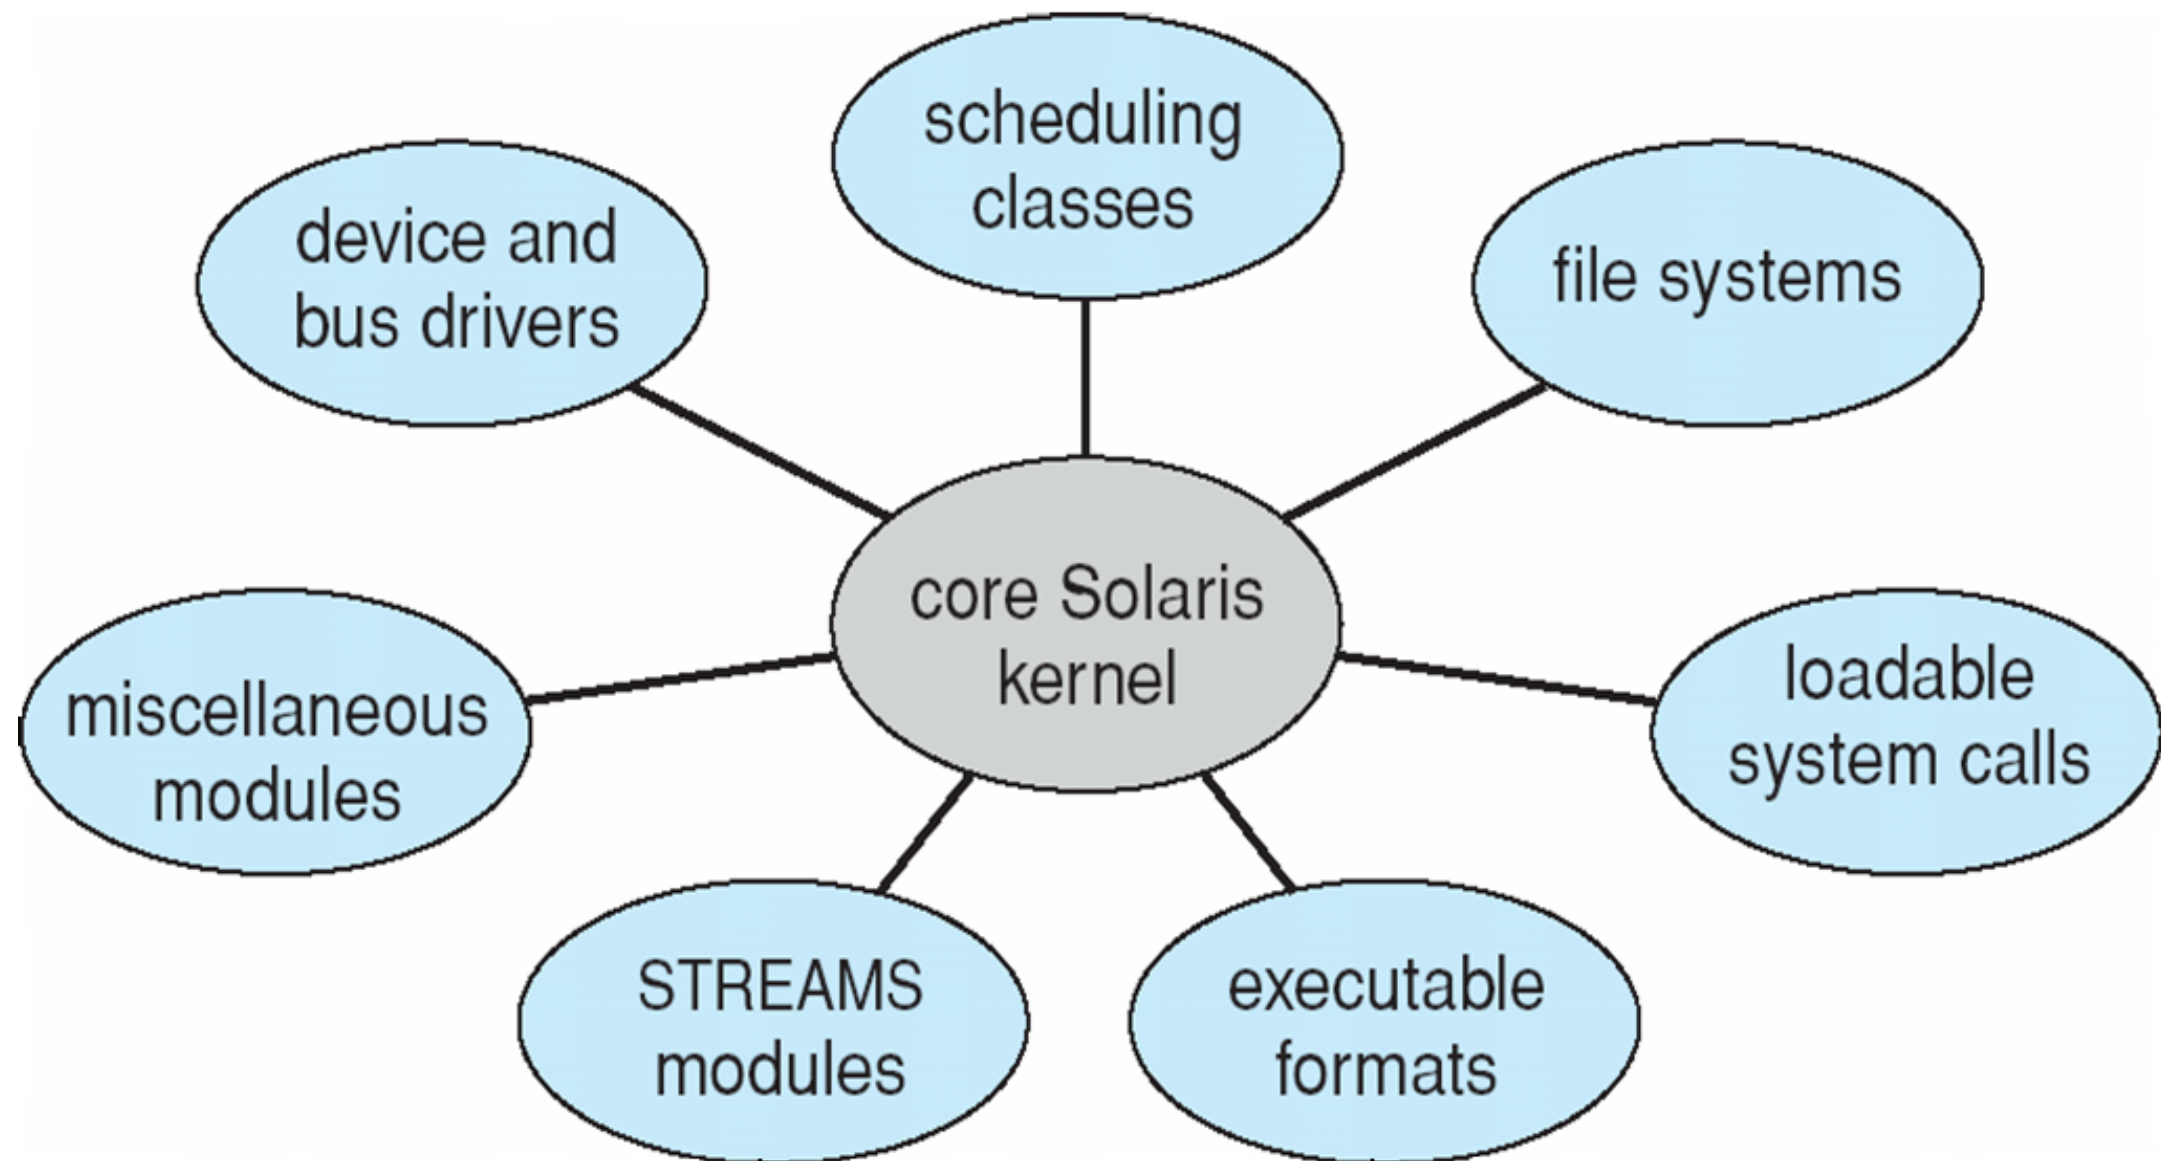 scheduling
classes
device and
bus drivers
file systems
core Solaris
kernel
miscellaneous
modules
loadable
system calls
STREAMS
modules
executable
formats